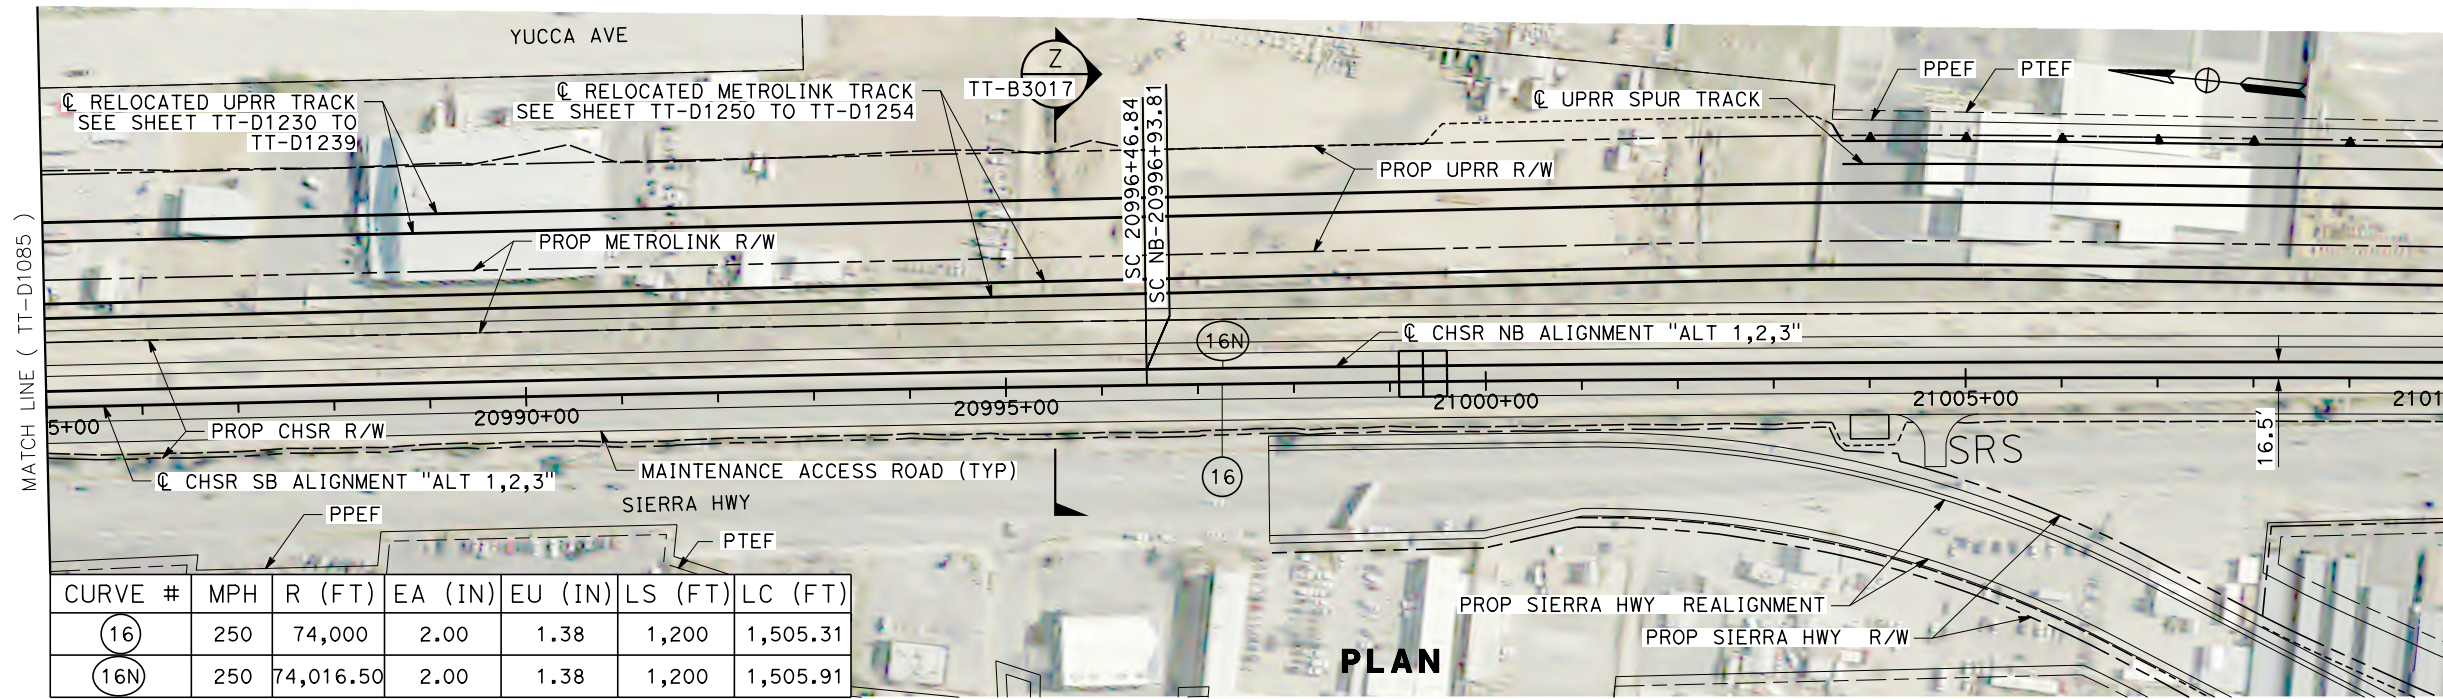 YUCCA AVE
℄ RELOCATED UPRR TRACK
SEE SHEET TT-D1230 TO
TT-D1239
℄ RELOCATED METROLINK TRACK
SEE SHEET TT-D1250 TO TT-D1254
Z
TT-B3017
SC 20996+46.84
SC NB-20996+93.81
℄ UPRR SPUR TRACK
PPEF
PTEF
PROP UPRR R/W
PROP METROLINK R/W
MATCH LINE ( TT-D1085 )
16N
℄ CHSR NB ALIGNMENT "ALT 1,2,3"
5+00
20990+00
20995+00
21000+00
21005+00
2101
PROP CHSR R/W
16.5'
SRS
℄ CHSR SB ALIGNMENT "ALT 1,2,3"
MAINTENANCE ACCESS ROAD (TYP)
16
SIERRA HWY
PPEF
PTEF
CURVE # MPH R (FT) EA (IN) EU (IN) LS (FT) LC (FT)
16 250 74,000 2.00 1.38 1,200 1,505.31
16N 250 74,016.50 2.00 1.38 1,200 1,505.91
PROP SIERRA HWY REALIGNMENT
PROP SIERRA HWY R/W
PLAN